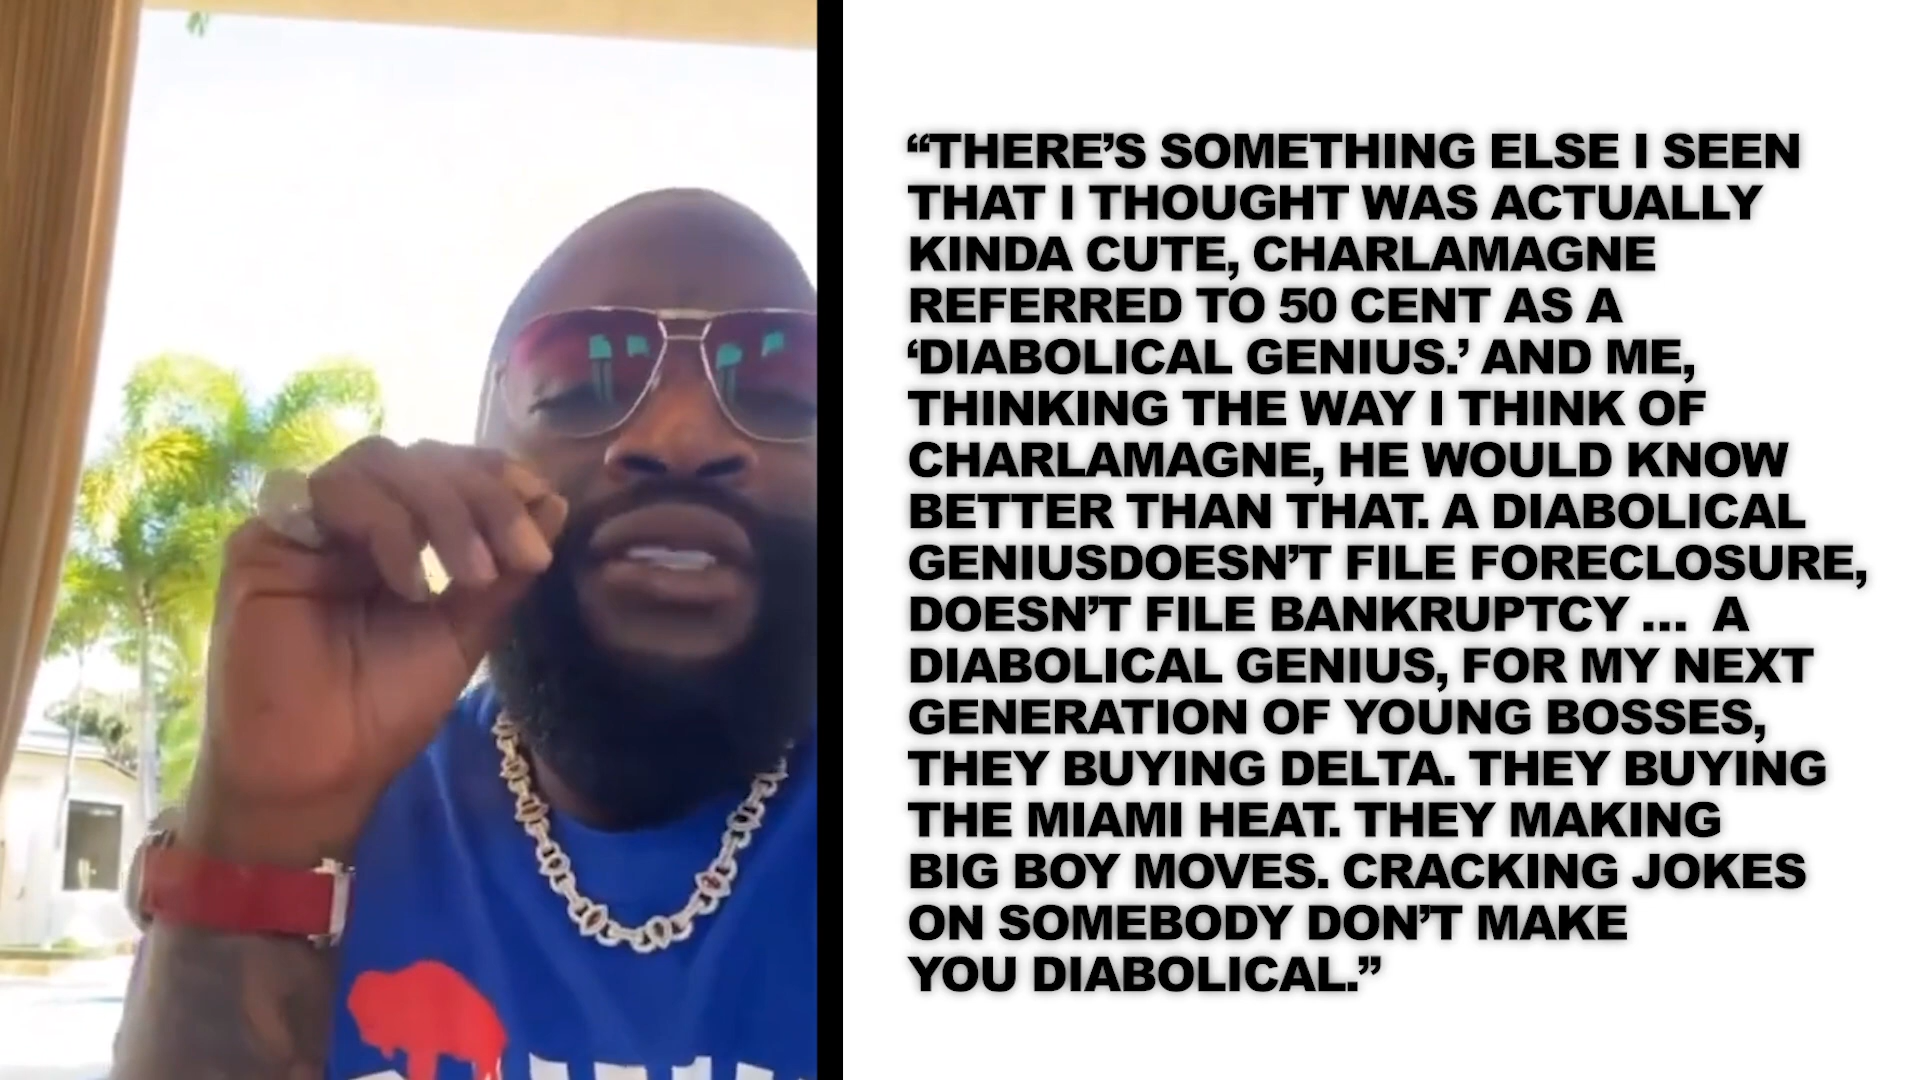 “THERE’S SOMETHING ELSE I SEEN
THAT I THOUGHT WAS ACTUALLY
KINDA CUTE, CHARLAMAGNE
REFERRED TO 50 CENT AS A
‘DIABOLICAL GENIUS.’ AND ME,
THINKING THE WAY I THINK OF
CHARLAMAGNE, HE WOULD KNOW
BETTER THAN THAT. A DIABOLICAL
GENIUSDOESN’T FILE FORECLOSURE,
DOESN’T FILE BANKRUPTCY ...  A
DIABOLICAL GENIUS, FOR MY NEXT
GENERATION OF YOUNG BOSSES,
THEY BUYING DELTA. THEY BUYING
THE MIAMI HEAT. THEY MAKING
BIG BOY MOVES. CRACKING JOKES
ON SOMEBODY DON’T MAKE
YOU DIABOLICAL.”